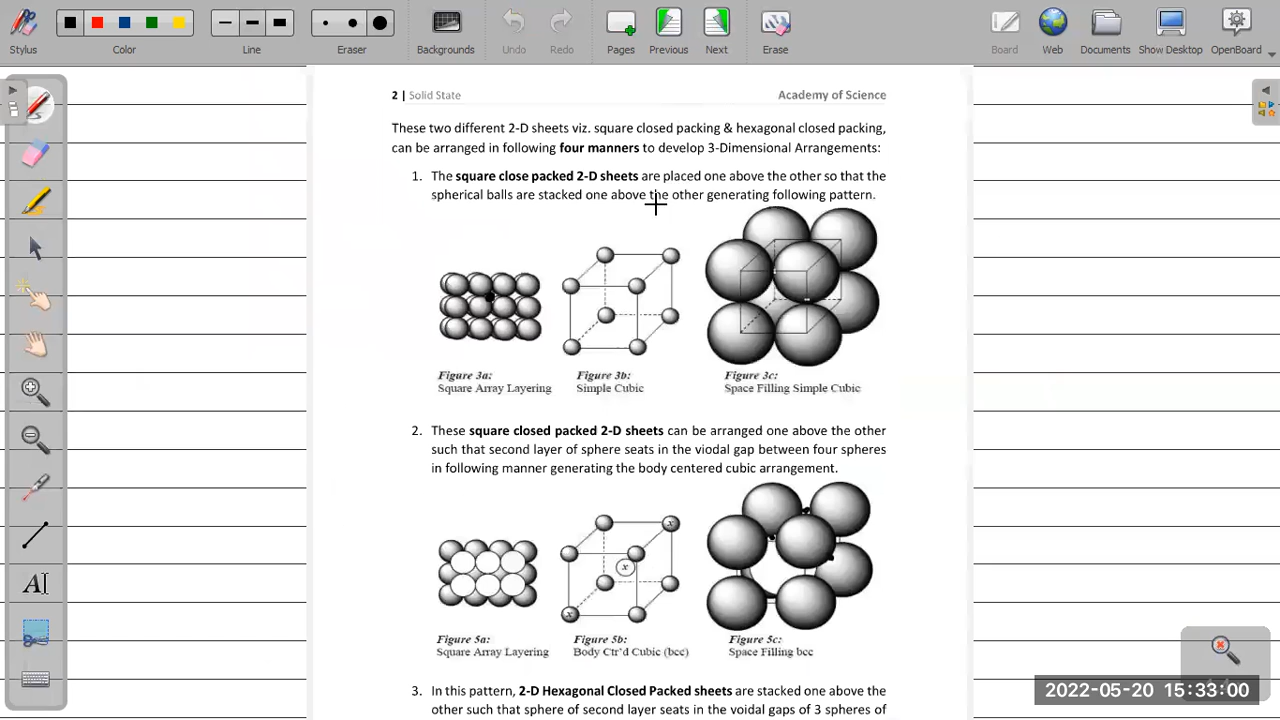 Stylus
Color
Line
Eraser
Backgrounds
Undo
Redo
Pages
Previous
Next
Erase
Board
Web
Documents
Show Desktop
OpenBoard
2 | Solid State
Academy of Science
These two different 2-D sheets viz. square closed packing & hexagonal closed packing,
can be arranged in following four manners to develop 3-Dimensional Arrangements:
1. The square close packed 2-D sheets are placed one above the other so that the
spherical balls are stacked one above the other generating following pattern.
Figure 3a:
Square Array Layering
Figure 3b:
Simple Cubic
Figure 3c:
Space Filling Simple Cubic
2. These square closed packed 2-D sheets can be arranged one above the other
such that second layer of sphere seats in the viodal gap between four spheres
in following manner generating the body centered cubic arrangement.
x
x
x
Figure 5a:
Square Array Layering
Figure 5b:
Body Ctr'd Cubic (bcc)
Figure 5c:
Space Filling bcc
3. In this pattern, 2-D Hexagonal Closed Packed sheets are stacked one above the
other such that sphere of second layer seats in the voidal gaps of 3 spheres of
A
2022-05-20 15:33:00